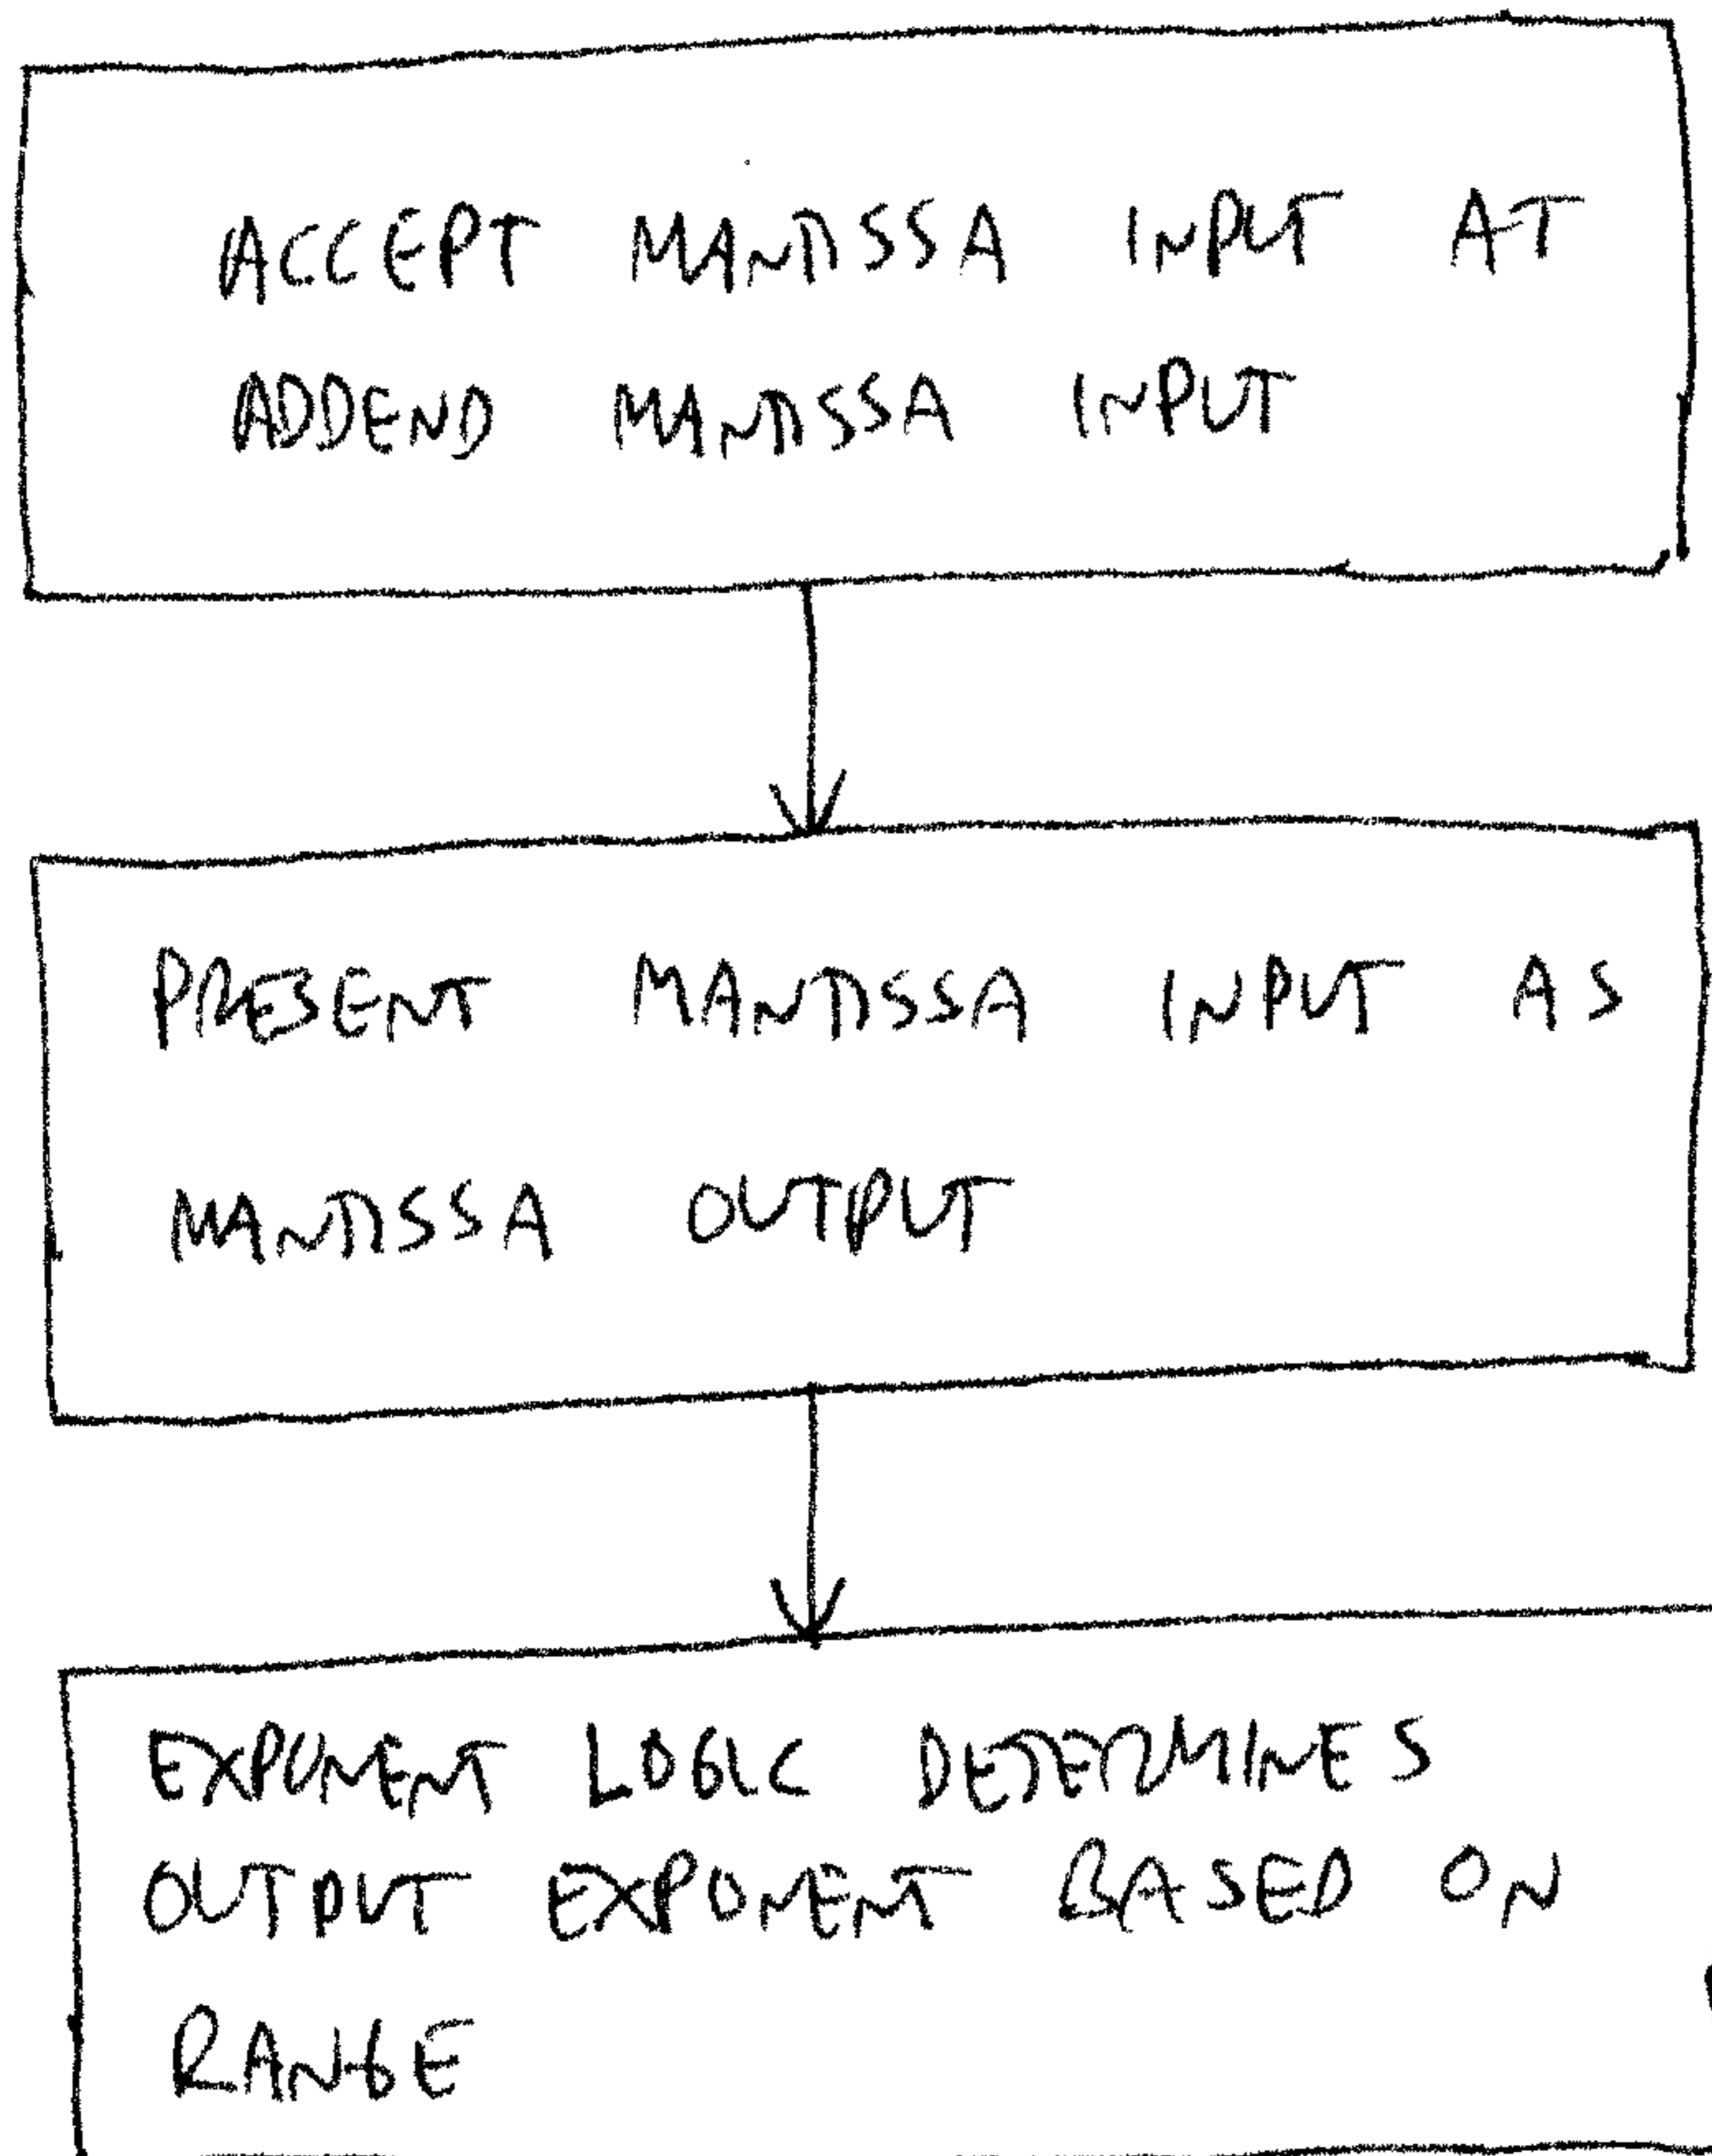 ACCEPT MANTISSA INPUT AT
ADDEND MANTISSA INPUT
PRESENT MANTISSA INPUT AS
MANTISSA OUTPUT
EXPONENT LOGIC DETERMINES
OUTPUT EXPONENT BASED ON
RANGE